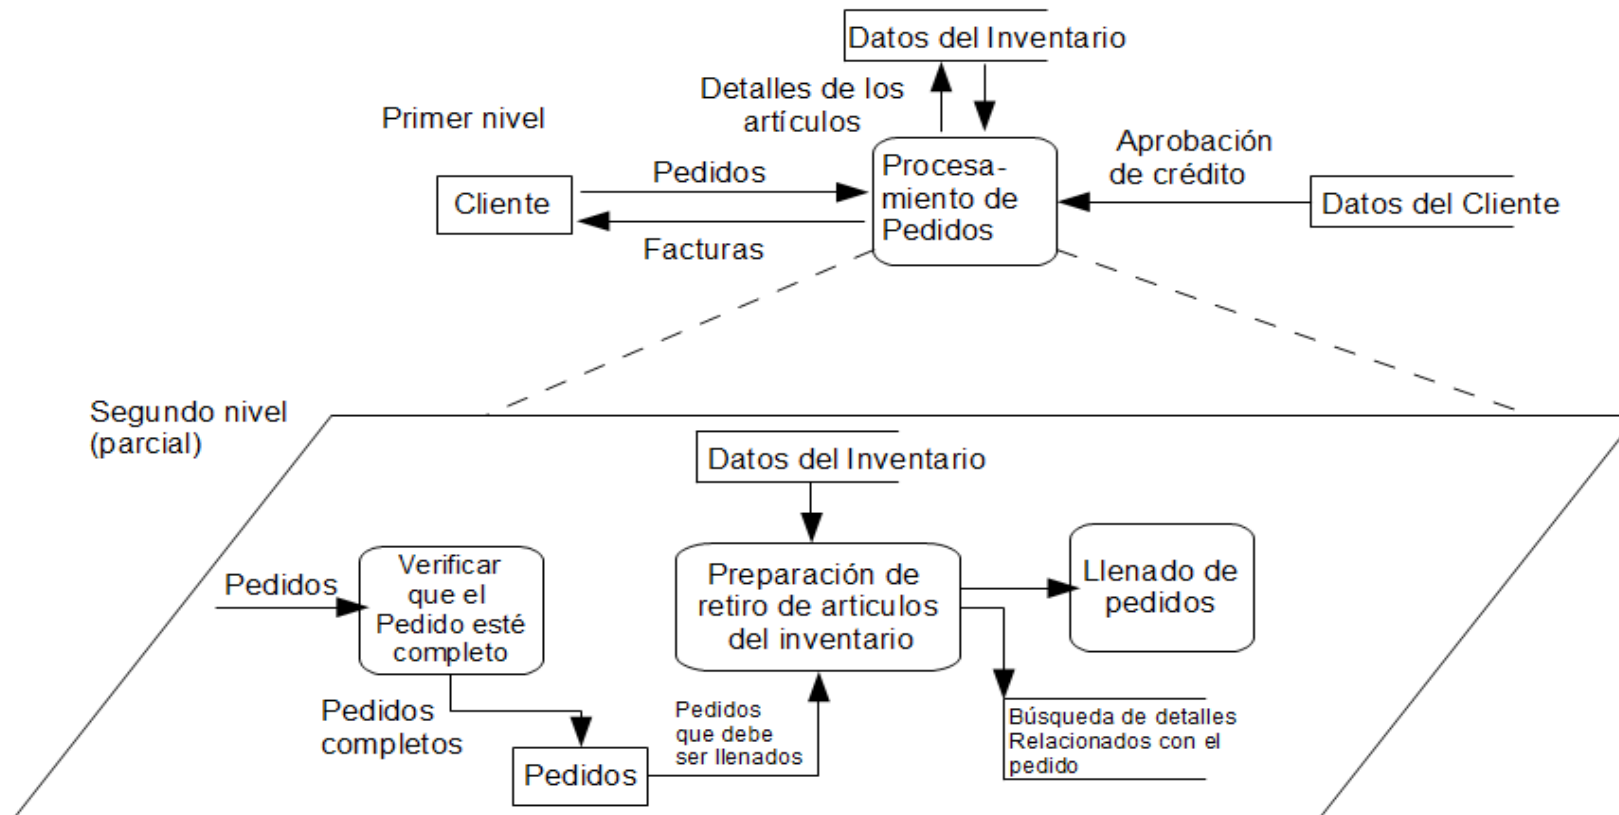 Datos del Inventario
Detalles de los
artículos
Primer nivel
Aprobación
de crédito
Pedidos
Procesa-
miento de
Pedidos
Cliente
Datos del Cliente
Facturas
Segundo nivel
(parcial)
Datos del Inventario
Pedidos
Verificar
que el
Pedido esté
completo
Preparación de
retiro de articulos
del inventario
Llenado de
pedidos
Pedidos
completos
Pedidos
que debe
ser llenados
Pedidos
Búsqueda de detalles
Relacionados con el
pedido